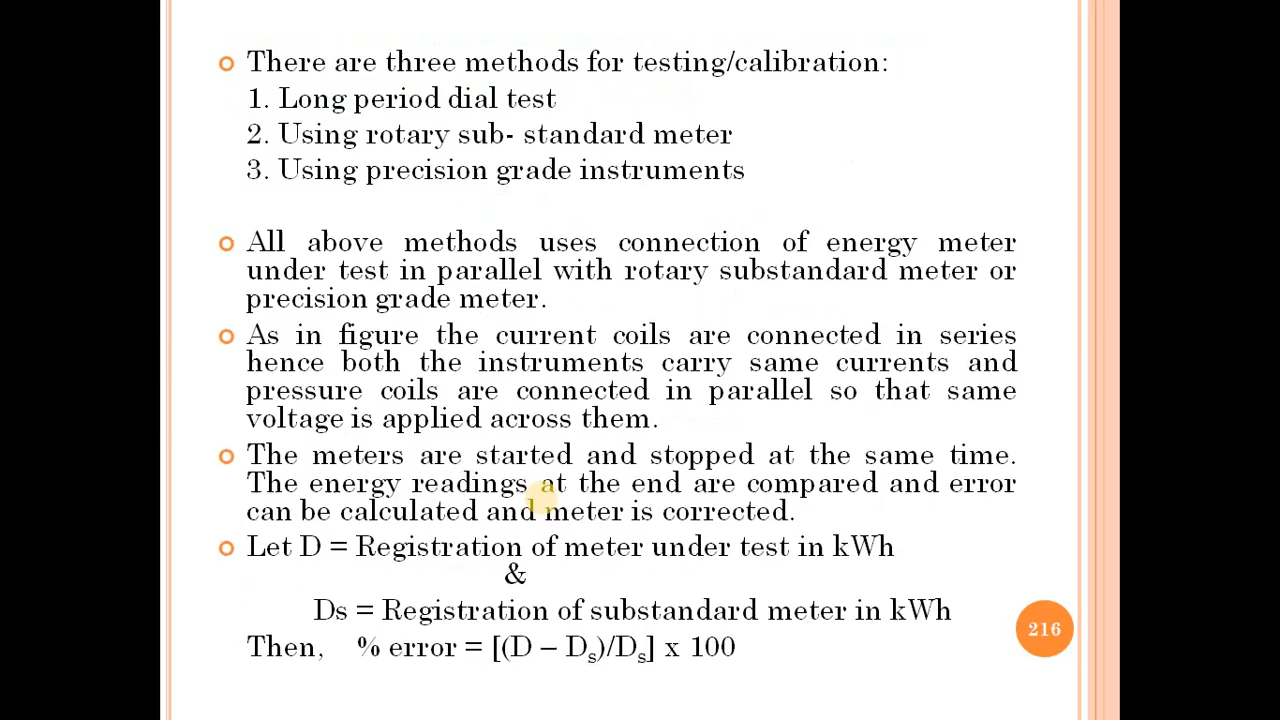 There are three methods for testing/calibration:
1. Long period dial test
2. Using rotary sub- standard meter
3. Using precision grade instruments
All above methods uses connection of energy meter
under test in parallel with rotary substandard meter or
precision grade meter.
As in figure the current coils are connected in series
hence both the instruments carry same currents and
pressure coils are connected in parallel so that same
voltage is applied across them.
The meters are started and stopped at the same time.
The energy readings at the end are compared and error
can be calculated and meter is corrected.
Let D = Registration of meter under test in kWh
&
Ds = Registration of substandard meter in kWh
216
Then, % error = [(D – Ds)/Ds] x 100